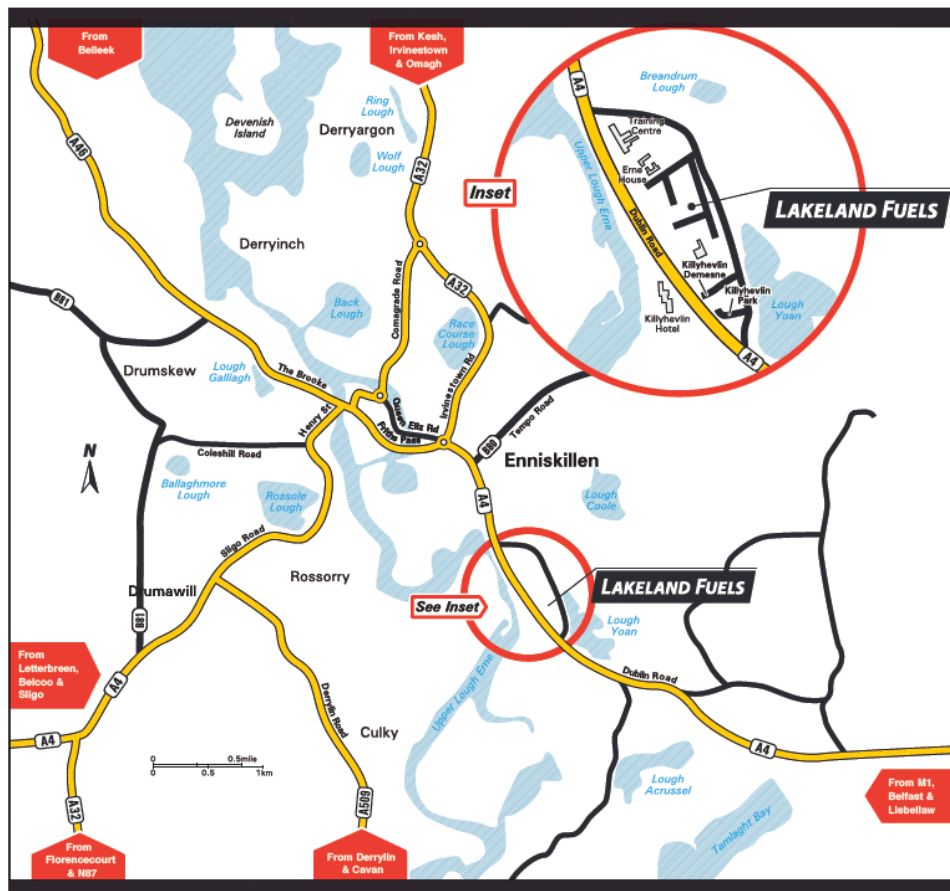 From
Belleek
From Kesh,
Irvinestown
& Omagh
A46
Devenish
Island
Ring
Lough
Derryargon
Wolf
Lough
A32
Derryinch
A4
Breandrum
Lough
Training
Centre
Erne
House
Upper Lough Erne
Inset
LAKELAND FUELS
Dublin Road
Killyhevlin
Demesne
Killyhevlin
Park
Killyhevlin
Hotel
Lough
Yoan
A4
B81
Back
Lough
Comagrade Road
A32
Race
Course
Lough
Irvinestown Rd
Drumskew
Lough
Galliagh
The Brooke
Henry St
Queen Eliz Rd
Friths Pass
Tempo Road
B80
Enniskillen
N
Coleshill Road
Ballaghmore
Lough
Rossole
Lough
A4
Lough
Coole
Sligo Road
Rossorry
Drumawill
B81
See Inset
LAKELAND FUELS
Lough
Yoan
Upper Lough Erne
Dublin Road
From
Letterbreen,
Belcoo &
Sligo
A4
Derrylin Road
Culky
A4
A4
0 0.5mile
0 0.5 1km
A32
A509
Lough
Acrussel
Tamlaght Bay
From M1,
Belfast &
Lisbellaw
From
Florencecourt
& N87
From Derrylin
& Cavan